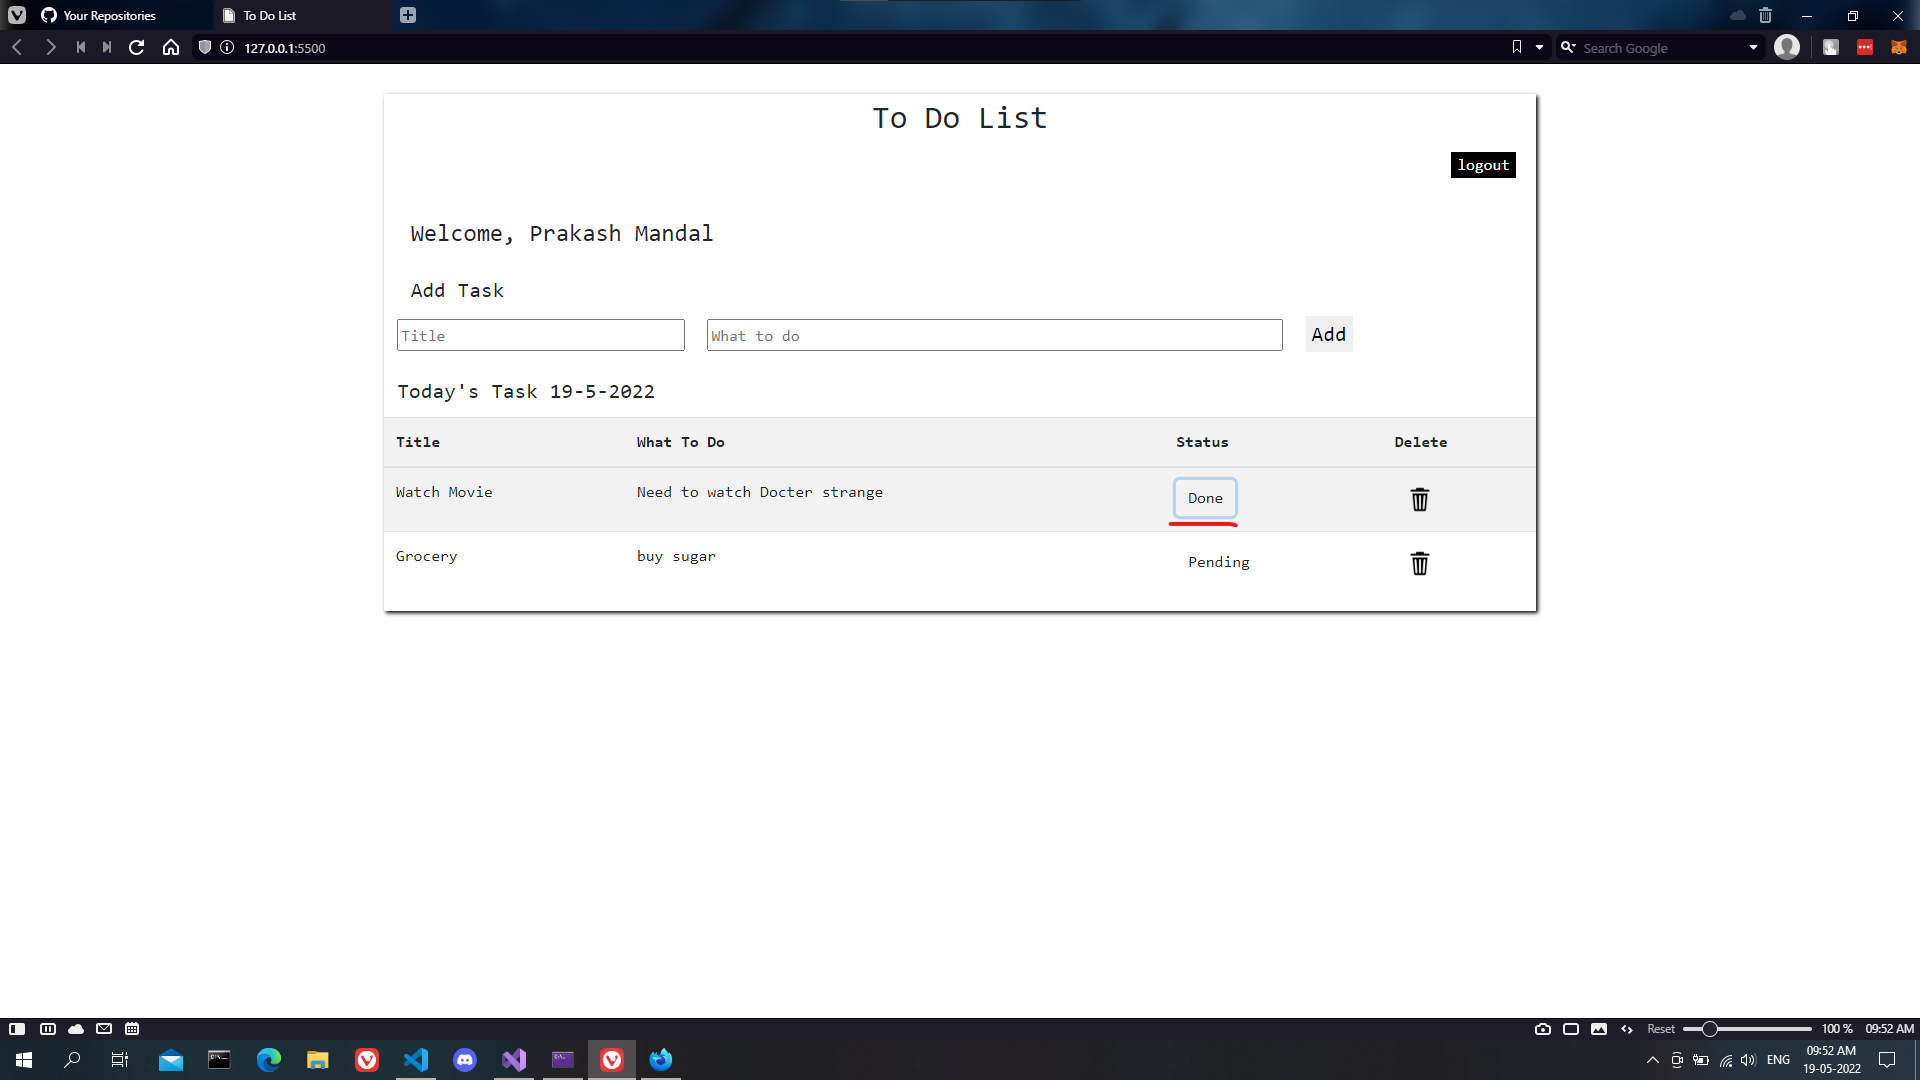 Your Repositories
To Do List
127.0.0.1:5500
Search Google
To Do List
logout
Welcome, Prakash Mandal
Add Task
Title
What to do
Add
Today's Task 19-5-2022
Title What To Do Status Delete
Watch Movie Need to watch Docter strange Done
Grocery buy sugar Pending
Reset 100 % 09:52 AM
ENG
09:52 AM
19-05-2022